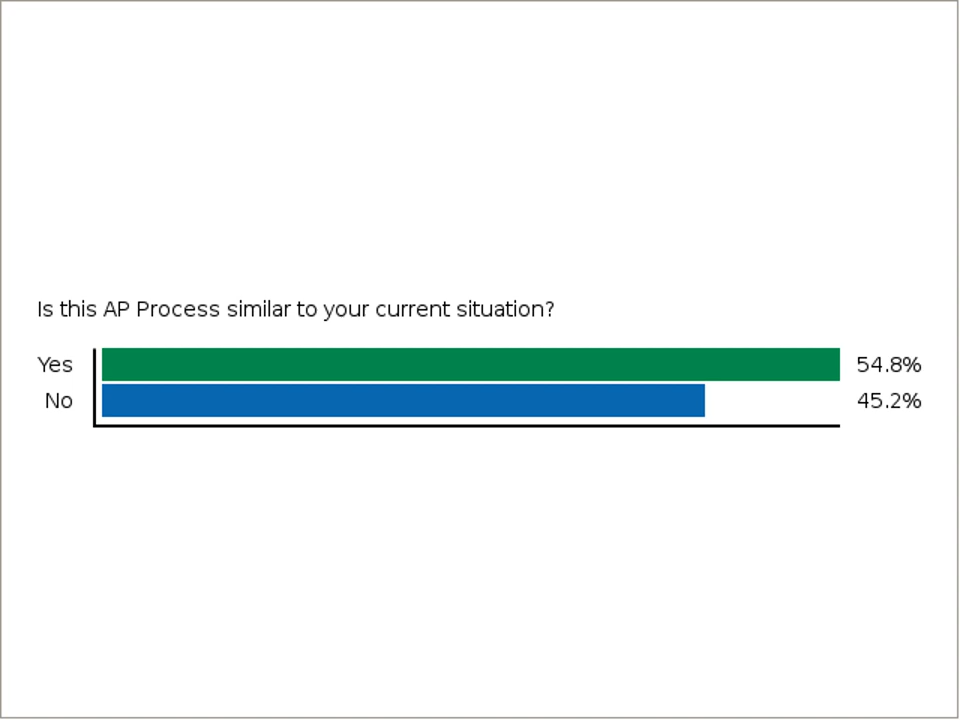 Is this AP Process similar to your current situation?
Yes 54.8%
No 45.2%